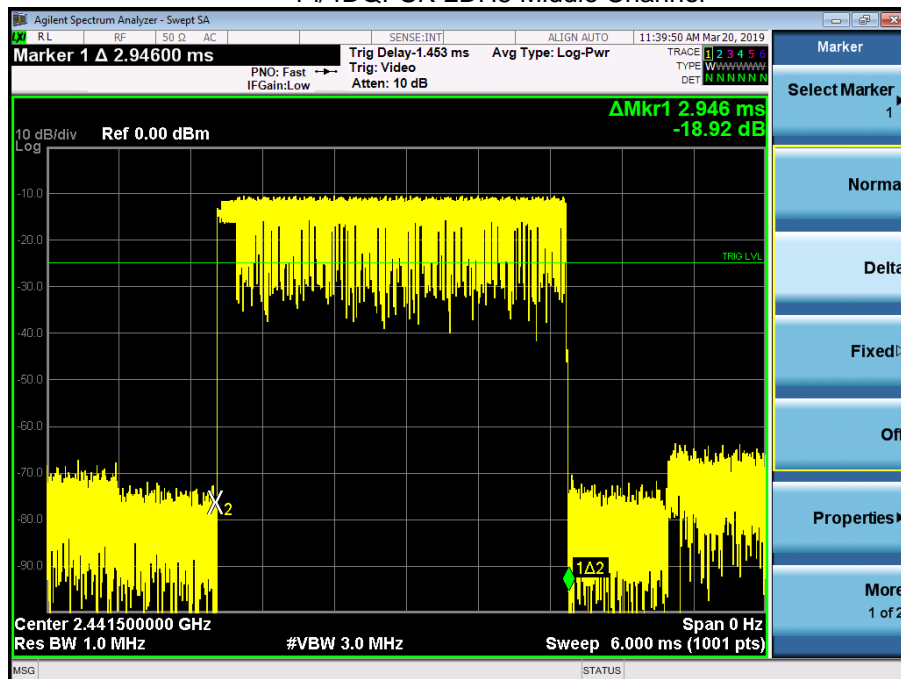 Agilent Spectrum Analyzer - Swept SA
LXI RL RF 50 Ω AC SENSE:INT ALIGN AUTO 11:39:50 AM Mar 20, 2019
Marker 1 Δ 2.94600 ms
PNO: Fast
IFGain:Low
Trig Delay-1.453 ms
Trig: Video
Atten: 10 dB
Avg Type: Log-Pwr
TRACE 1 2 3 4 5 6
TYPE WWWWWW
DET N N N N N N
Marker
Select Marker
1
Normal
Delta
Fixed
Off
Properties
More
1 of 2
ΔMkr1 2.946 ms
-18.92 dB
10 dB/div Ref 0.00 dBm
Log
-10.0
-20.0
TRIG LVL
-30.0
-40.0
-50.0
-60.0
-70.0
2
-80.0
-90.0
1Δ2
Center 2.441500000 GHz Span 0 Hz
Res BW 1.0 MHz #VBW 3.0 MHz Sweep 6.000 ms (1001 pts)
MSG STATUS